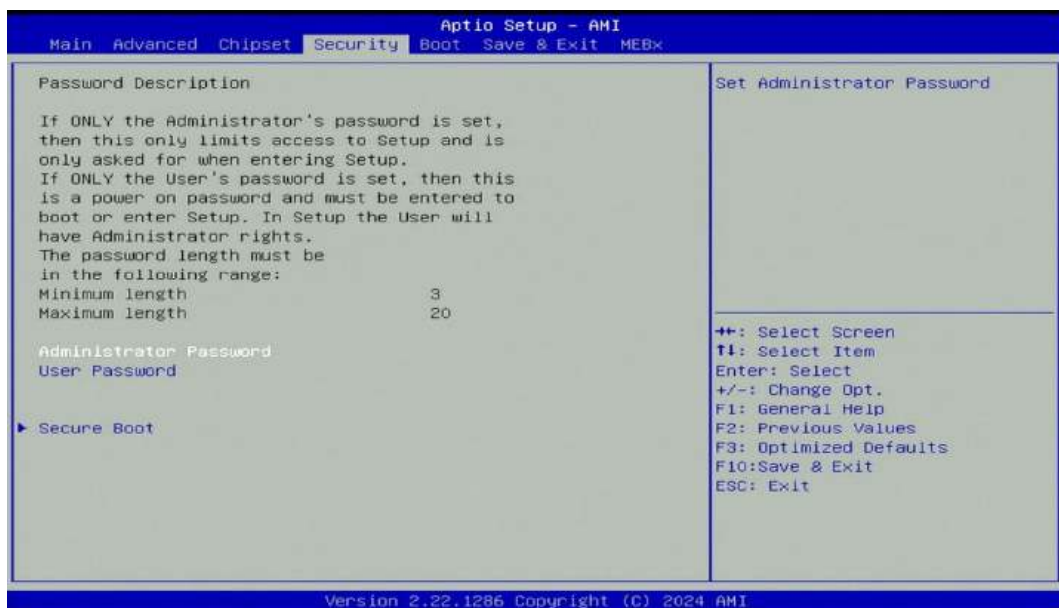 Aptio Setup - AMI
Main Advanced Chipset Security Boot Save & Exit MEBx
Password Description
If ONLY the Administrator's password is set,
then this only limits access to Setup and is
only asked for when entering Setup.
If ONLY the User's password is set, then this
is a power on password and must be entered to
boot or enter Setup. In Setup the User will
have Administrator rights.
The password length must be
in the following range:
Minimum length 3
Maximum length 20
Administrator Password
User Password
► Secure Boot
Set Administrator Password
→←: Select Screen
↑↓: Select Item
Enter: Select
+/-: Change Opt.
F1: General Help
F2: Previous Values
F3: Optimized Defaults
F10:Save & Exit
ESC: Exit
Version 2.22.1286 Copyright (C) 2024 AMI